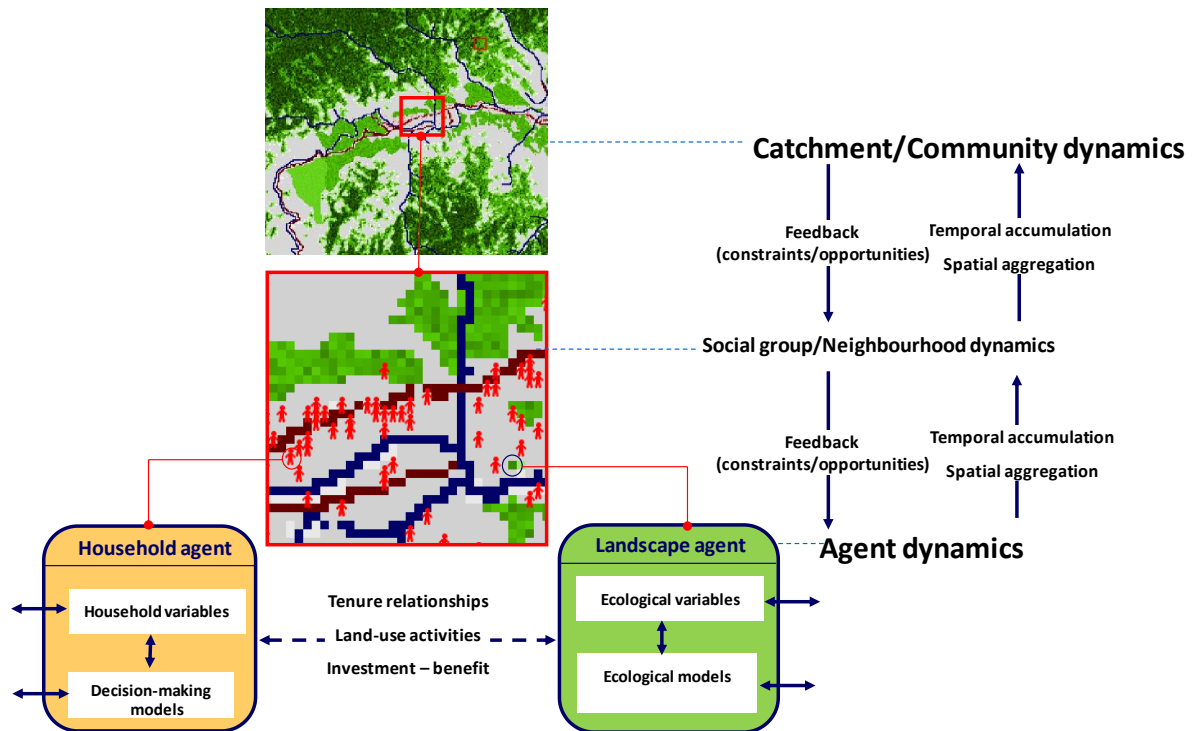 Catchment/Community dynamics
Feedback
(constraints/opportunities)
Temporal accumulation
Spatial aggregation
Social group/Neighbourhood dynamics
Feedback
(constraints/opportunities)
Temporal accumulation
Spatial aggregation
Agent dynamics
Household agent
Household variables
Decision-making
models
Tenure relationships
Land-use activities
Investment – benefit
Landscape agent
Ecological variables
Ecological models